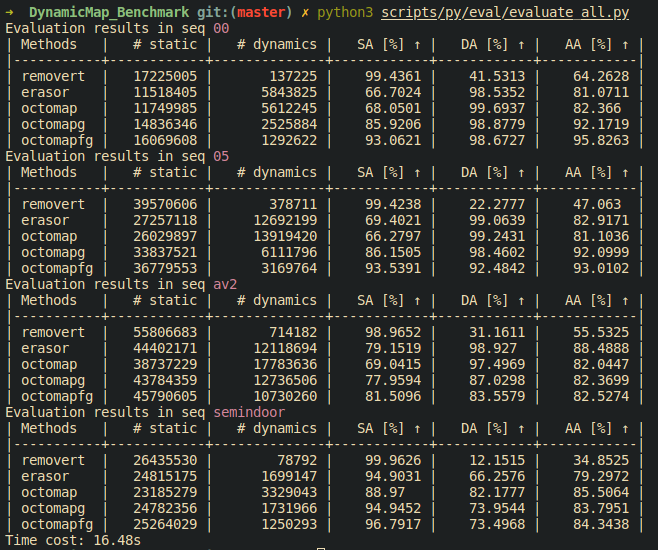 → DynamicMap_Benchmark git:(master) ✗ python3 scripts/py/eval/evaluate_all.py
Evaluation results in seq 00
| Methods | # static | # dynamics | SA [%] ↑ | DA [%] ↑ | AA [%] ↑ |
|-----------+------------+--------------+------------+------------+------------|
| removert | 17225005 | 137225 | 99.4361 | 41.5313 | 64.2628 |
| erasor | 11518405 | 5843825 | 66.7024 | 98.5352 | 81.0711 |
| octomap | 11749985 | 5612245 | 68.0501 | 99.6937 | 82.366 |
| octomapg | 14836346 | 2525884 | 85.9206 | 98.8779 | 92.1719 |
| octomapfg | 16069608 | 1292622 | 93.0621 | 98.6727 | 95.8263 |
Evaluation results in seq 05
| Methods | # static | # dynamics | SA [%] ↑ | DA [%] ↑ | AA [%] ↑ |
|-----------+------------+--------------+------------+------------+------------|
| removert | 39570606 | 378711 | 99.4238 | 22.2777 | 47.063 |
| erasor | 27257118 | 12692199 | 69.4021 | 99.0639 | 82.9171 |
| octomap | 26029897 | 13919420 | 66.2797 | 99.2431 | 81.1036 |
| octomapg | 33837521 | 6111796 | 86.1505 | 98.4602 | 92.0999 |
| octomapfg | 36779553 | 3169764 | 93.5391 | 92.4842 | 93.0102 |
Evaluation results in seq av2
| Methods | # static | # dynamics | SA [%] ↑ | DA [%] ↑ | AA [%] ↑ |
|-----------+------------+--------------+------------+------------+------------|
| removert | 55806683 | 714182 | 98.9652 | 31.1611 | 55.5325 |
| erasor | 44402171 | 12118694 | 79.1519 | 98.927 | 88.4888 |
| octomap | 38737229 | 17783636 | 69.0415 | 97.4969 | 82.0447 |
| octomapg | 43784359 | 12736506 | 77.9594 | 87.0298 | 82.3699 |
| octomapfg | 45790605 | 10730260 | 81.5096 | 83.5579 | 82.5274 |
Evaluation results in seq semindoor
| Methods | # static | # dynamics | SA [%] ↑ | DA [%] ↑ | AA [%] ↑ |
|-----------+------------+--------------+------------+------------+------------|
| removert | 26435530 | 78792 | 99.9626 | 12.1515 | 34.8525 |
| erasor | 24815175 | 1699147 | 94.9031 | 66.2576 | 79.2972 |
| octomap | 23185279 | 3329043 | 88.97 | 82.1777 | 85.5064 |
| octomapg | 24782356 | 1731966 | 94.9452 | 73.9544 | 83.7951 |
| octomapfg | 25264029 | 1250293 | 96.7917 | 73.4968 | 84.3438 |
Time cost: 16.48s